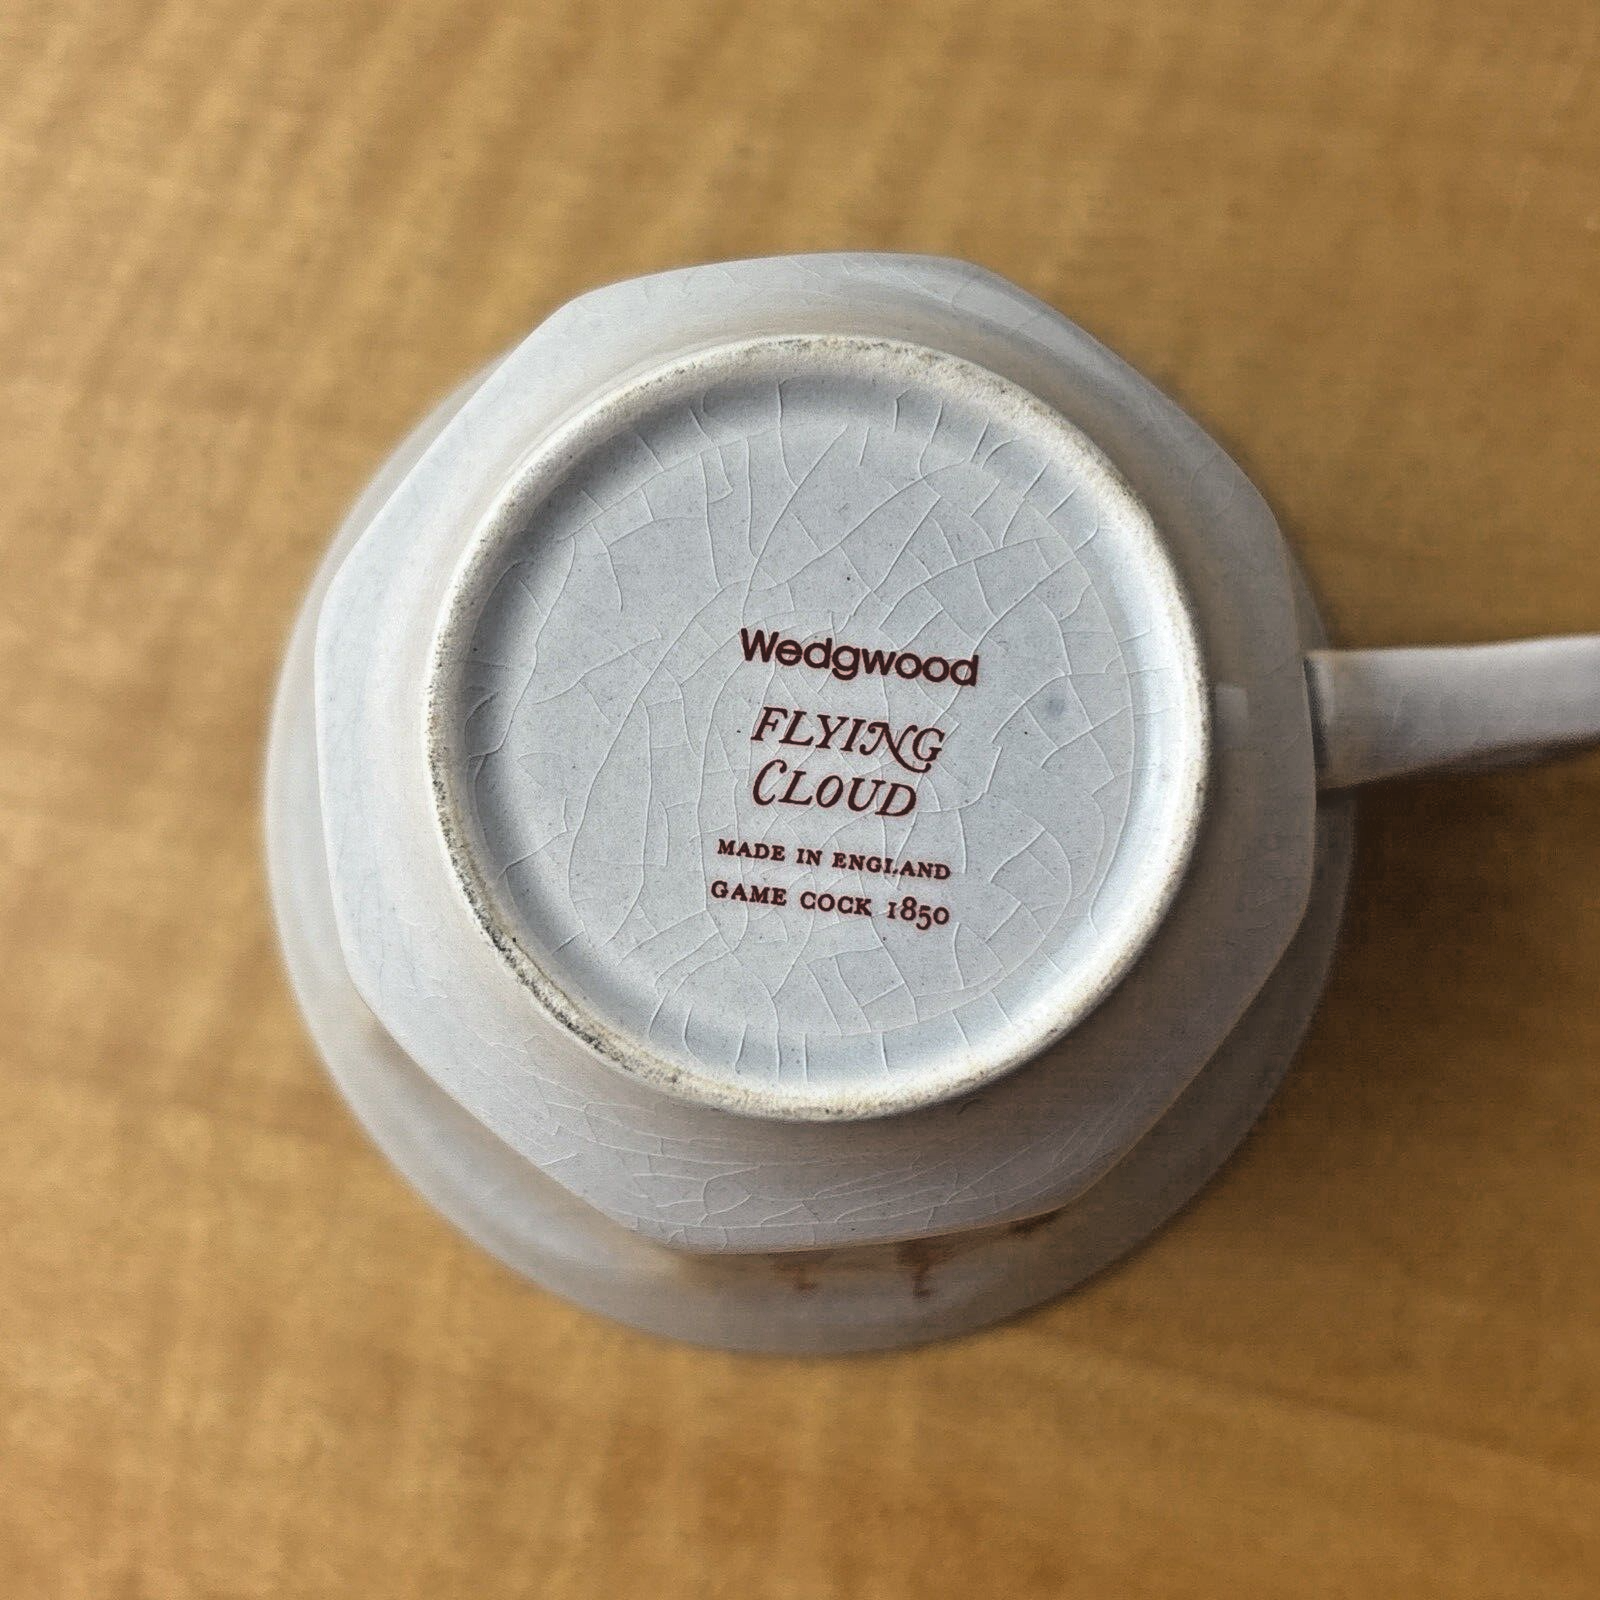 Wedgwood
FLYING
CLOUD
MADE IN ENGLAND
GAME COCK 1850